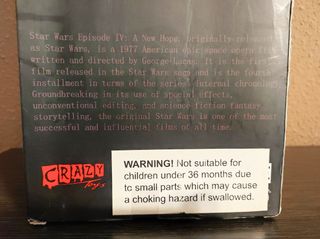 Star Wars Episode IV: A New Hope, originally released
as Star Wars, is a 1977 American epic space opera film
written and directed by George Lucas. It is the first
film released in the Star Wars saga and is the fourth
installment in terms of the series' internal chronology.
Groundbreaking in its use of special effects,
unconventional editing, and science fiction/fantasy
storytelling, the original Star Wars is one of the most
successful and influential films of all time.
CRAZY
Toys
WARNING! Not suitable for
children under 36 months due
to small parts which may cause
a choking hazard if swallowed.